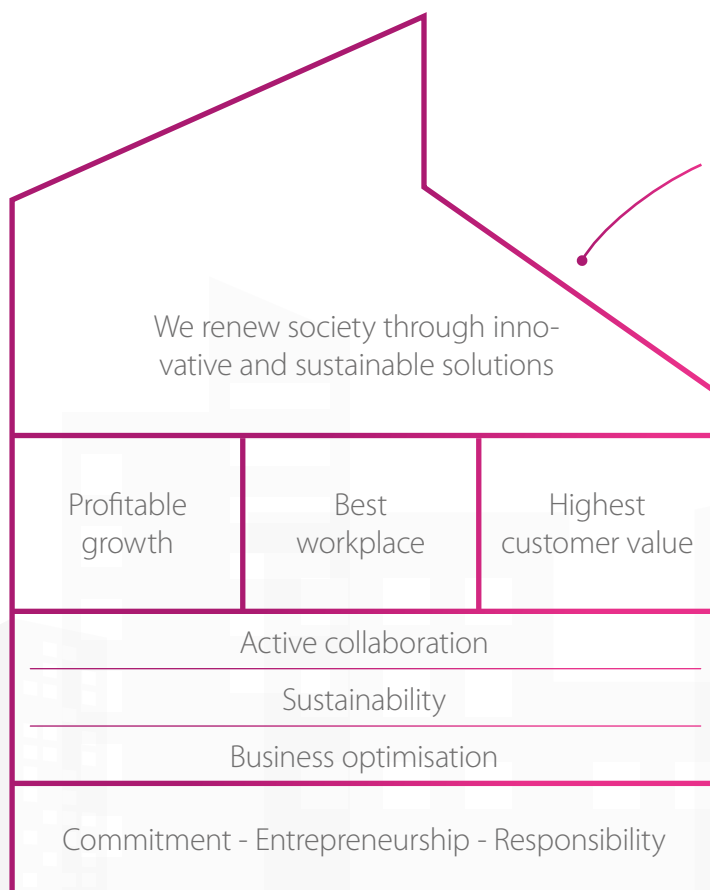 We renew society through inno-
vative and sustainable solutions
Profitable
growth
Best
workplace
Highest
customer value
Active collaboration
Sustainability
Business optimisation
Commitment - Entrepreneurship - Responsibility